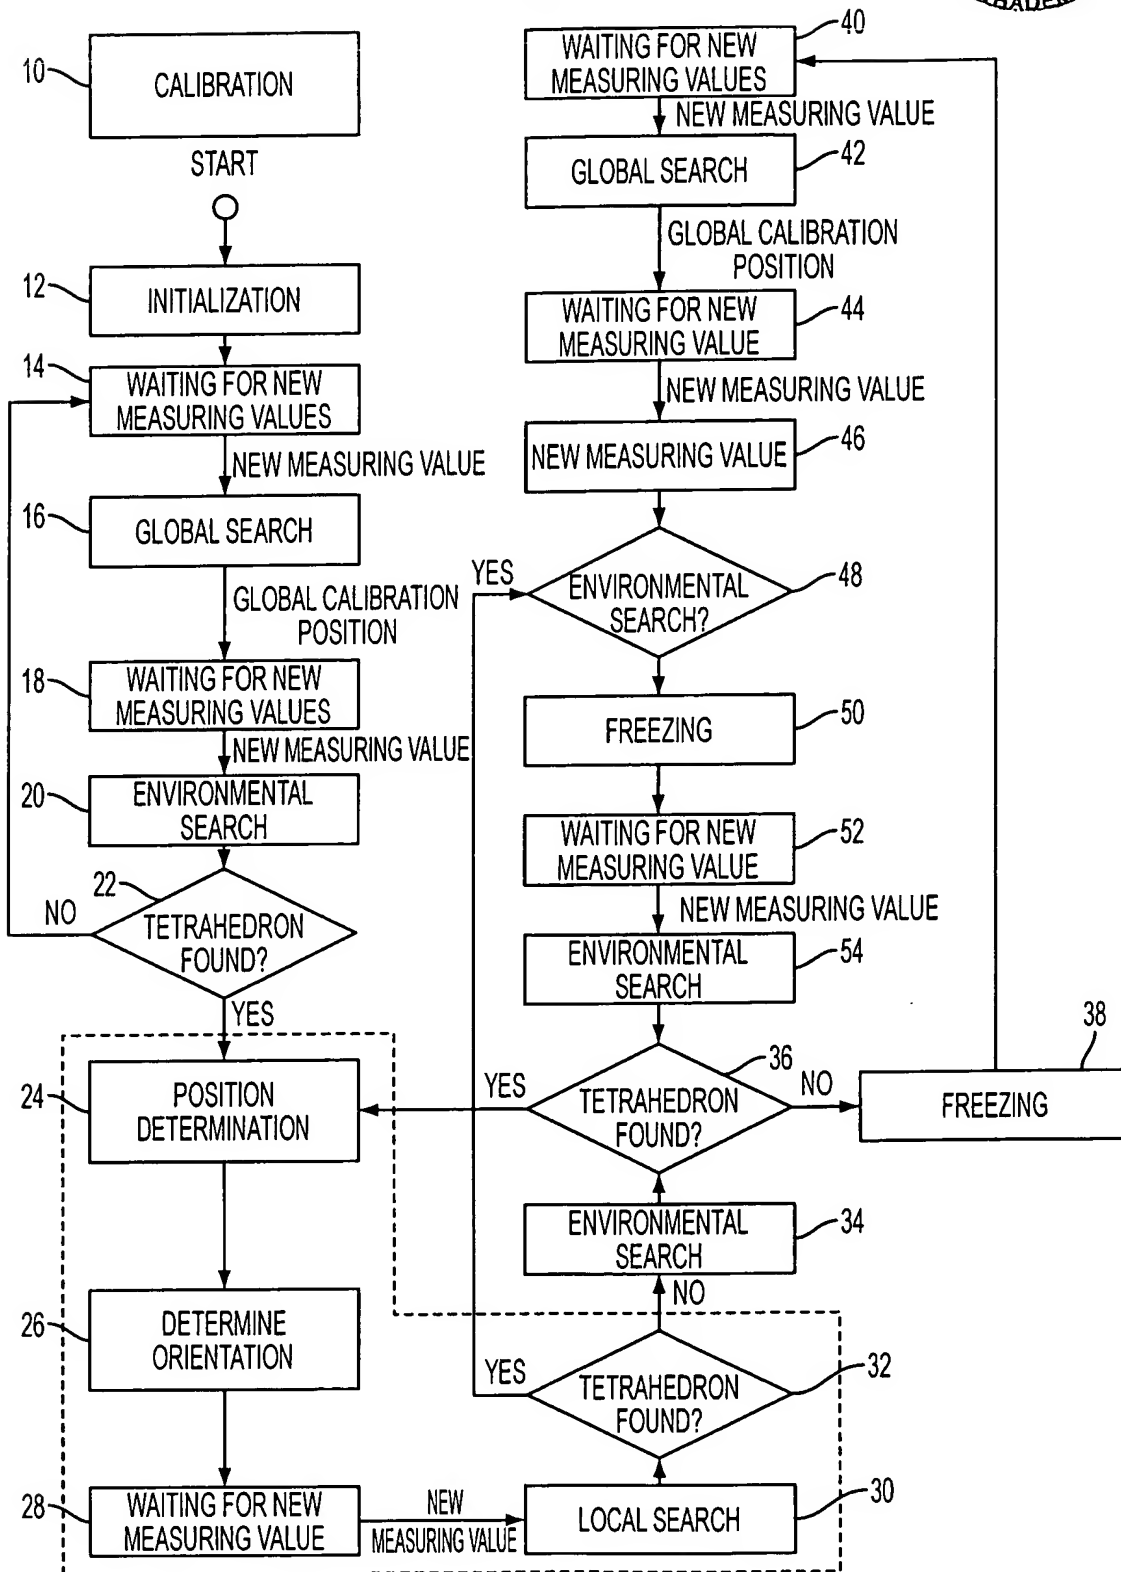 TRADEM
10
CALIBRATION
START
12
INITIALIZATION
14
WAITING FOR NEW
MEASURING VALUES
NEW MEASURING VALUE
16
GLOBAL SEARCH
GLOBAL CALIBRATION
POSITION
18
WAITING FOR NEW
MEASURING VALUES
NEW MEASURING VALUE
20
ENVIRONMENTAL
SEARCH
22
NO
TETRAHEDRON
FOUND?
YES
24
POSITION
DETERMINATION
26
DETERMINE
ORIENTATION
28
WAITING FOR NEW
MEASURING VALUE
NEW
MEASURING VALUE
30
LOCAL SEARCH
32
TETRAHEDRON
FOUND?
YES
NO
34
ENVIRONMENTAL
SEARCH
36
TETRAHEDRON
FOUND?
YES
NO
38
FREEZING
40
WAITING FOR NEW
MEASURING VALUES
NEW MEASURING VALUE
42
GLOBAL SEARCH
GLOBAL CALIBRATION
POSITION
44
WAITING FOR NEW
MEASURING VALUE
NEW MEASURING VALUE
46
NEW MEASURING VALUE
YES
48
ENVIRONMENTAL
SEARCH?
50
FREEZING
52
WAITING FOR NEW
MEASURING VALUE
NEW MEASURING VALUE
54
ENVIRONMENTAL
SEARCH